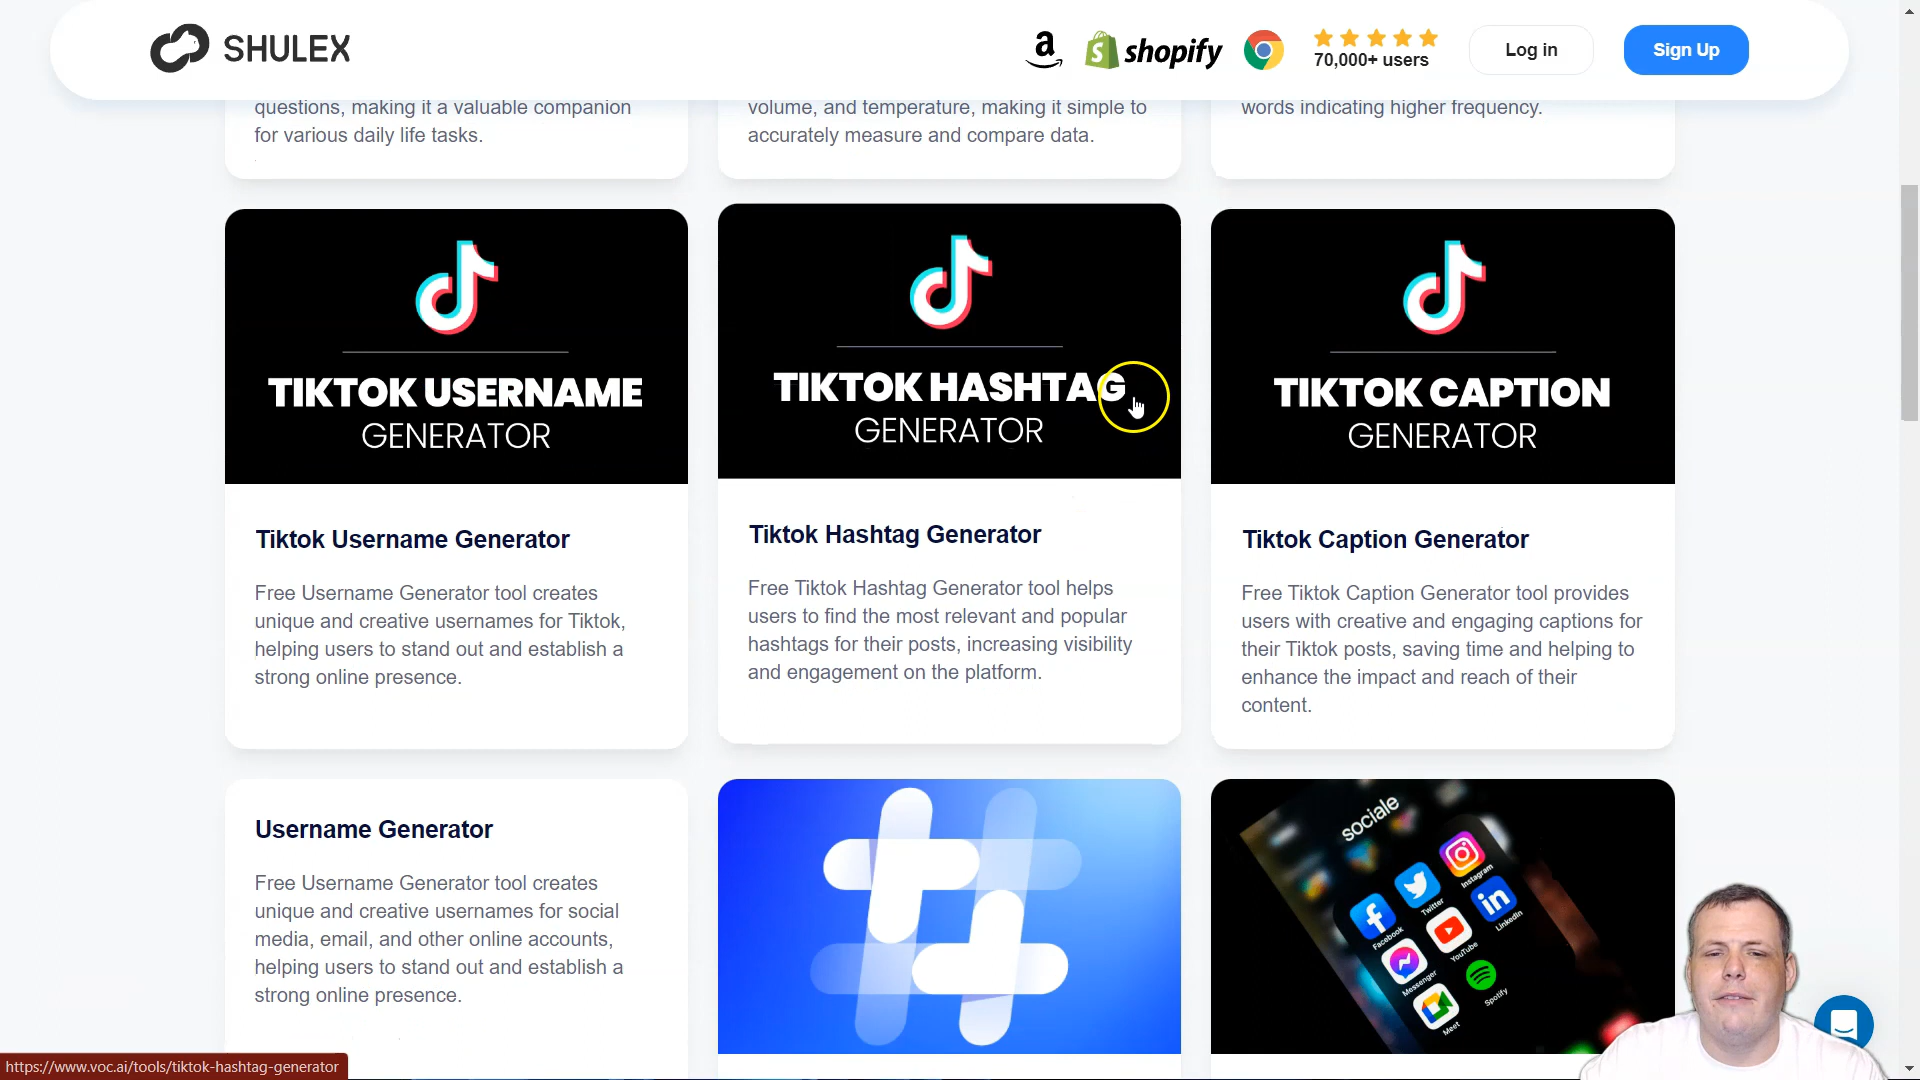 SHULEX
a
shopify
70,000+ users
Log in
Sign Up
questions, making it a valuable companion
for various daily life tasks.
volume, and temperature, making it simple to
accurately measure and compare data.
words indicating higher frequency.
TIKTOK USERNAME
GENERATOR
TIKTOK HASHTAG
GENERATOR
TIKTOK CAPTION
GENERATOR
Tiktok Username Generator
Free Username Generator tool creates
unique and creative usernames for Tiktok,
helping users to stand out and establish a
strong online presence.
Tiktok Hashtag Generator
Free Tiktok Hashtag Generator tool helps
users to find the most relevant and popular
hashtags for their posts, increasing visibility
and engagement on the platform.
Tiktok Caption Generator
Free Tiktok Caption Generator tool provides
users with creative and engaging captions for
their Tiktok posts, saving time and helping to
enhance the impact and reach of their
content.
Username Generator
Free Username Generator tool creates
unique and creative usernames for social
media, email, and other online accounts,
helping users to stand out and establish a
strong online presence.
sociale
Facebook
Twitter
Instagram
Messenger
YouTube
LinkedIn
Meet
Spotify
https://www.voc.ai/tools/tiktok-hashtag-generator